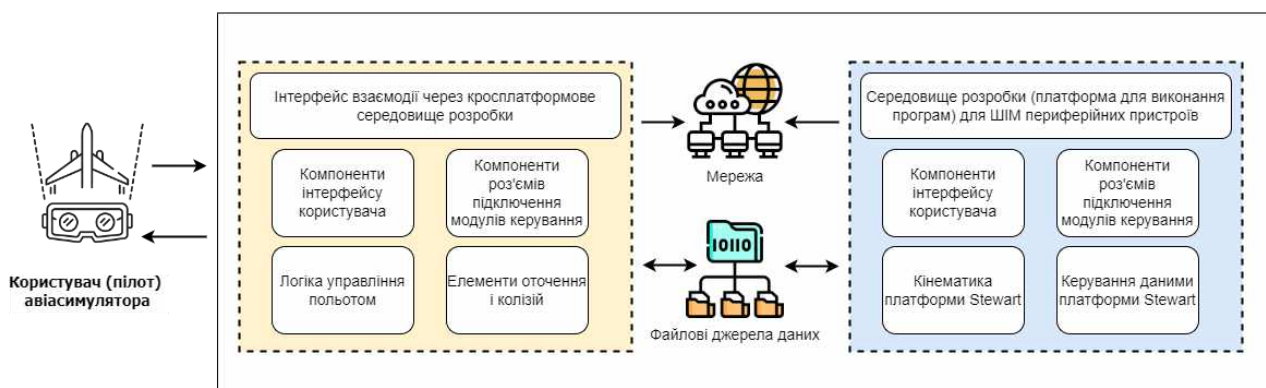 Користувач (пілот)
авіасимулятора
Інтерфейс взаємодії через кросплатформове
середовище розробки
Компоненти
інтерфейсу
користувача
Компоненти
роз'ємів
підключення
модулів керування
Логіка управління
польотом
Елементи оточення
і колізій
Мережа
10110
Файлові джерела даних
Середовище розробки (платформа для виконання
програм) для ШІМ периферійних пристроїв
Компоненти
інтерфейсу
користувача
Компоненти
роз'ємів
підключення
модулів керування
Кінематика
платформи Stewart
Керування даними
платформи Stewart